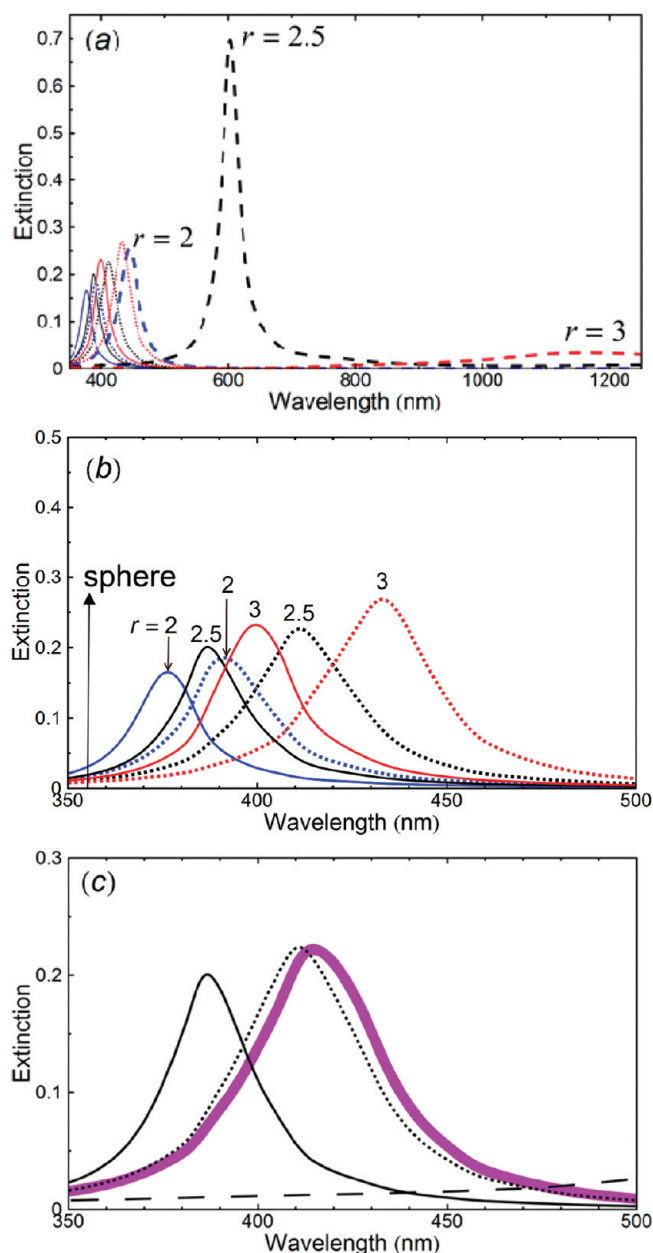 (a)
r = 2.5
0.7
0.6
0.5
0.4
0.3
0.2
0.1
0
r = 2
r = 3
Extinction
400 600 800 1000 1200
Wavelength (nm)
(b)
0.5
0.4
0.3
0.2
0.1
0
sphere
r = 2
2.5
2
3
2.5
3
Extinction
350 400 450 500
Wavelength (nm)
(c)
0.3
0.2
0.1
0
Extinction
350 400 450 500
Wavelength (nm)